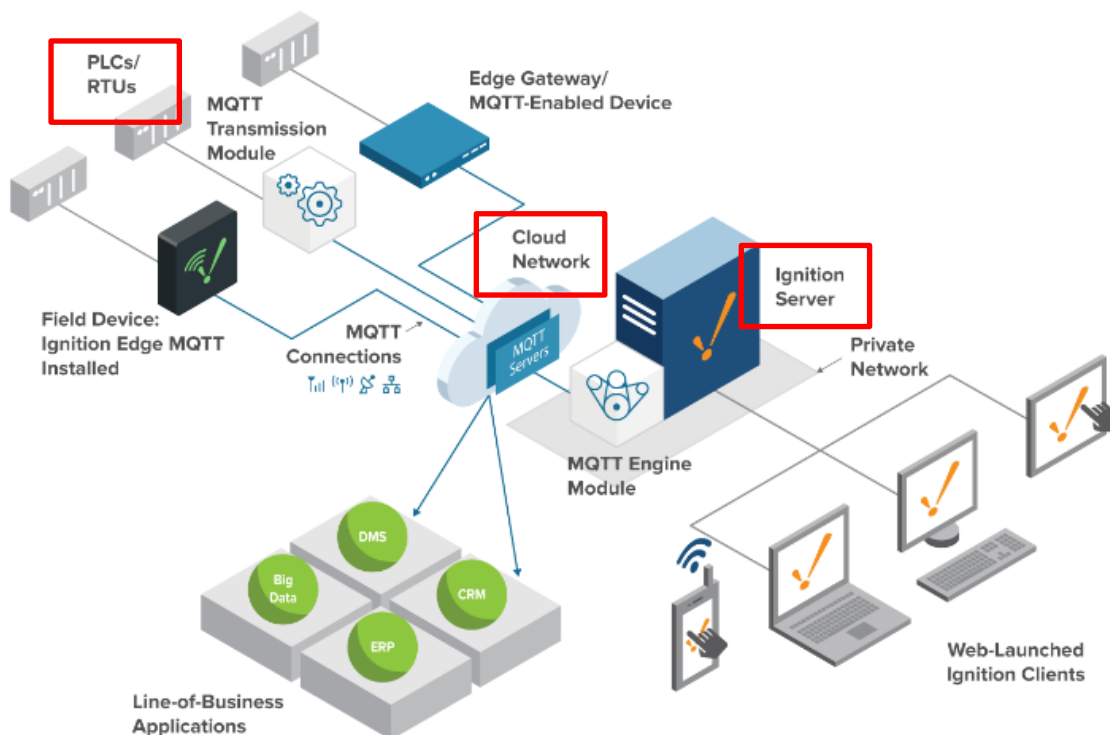 PLCs/
RTUs
MQTT
Transmission
Module
Edge Gateway/
MQTT-Enabled Device
Cloud
Network
Ignition
Server
Field Device:
Ignition Edge MQTT
Installed
MQTT
Connections
MQTT
Servers
Private
Network
MQTT Engine
Module
DMS
Big
Data
CRM
ERP
Line-of-Business
Applications
Web-Launched
Ignition Clients